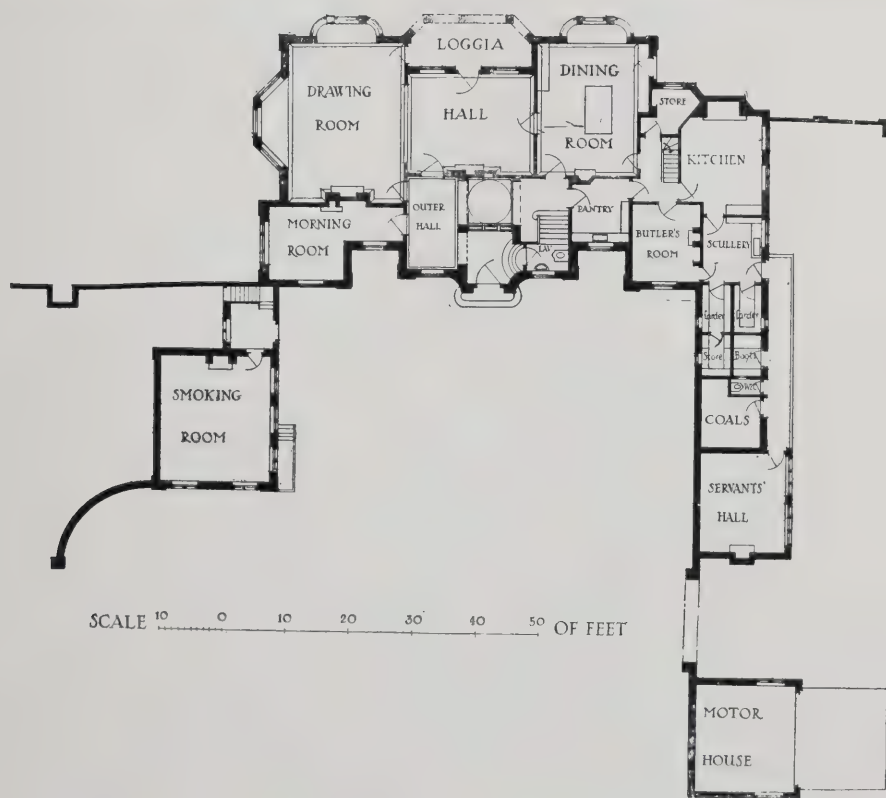 LOGGIA
DRAWING
ROOM
HALL
DINING
ROOM
STORE
KITCHEN
OUTER
HALL
MORNING
ROOM
PANTRY
LAV
BUTLER'S
ROOM
SCULLERY
Larder
Larder
Store
Boots
W.C.
COALS
SMOKING
ROOM
SERVANTS'
HALL
SCALE 10 0 10 20 30 40 50 OF FEET
MOTOR
HOUSE